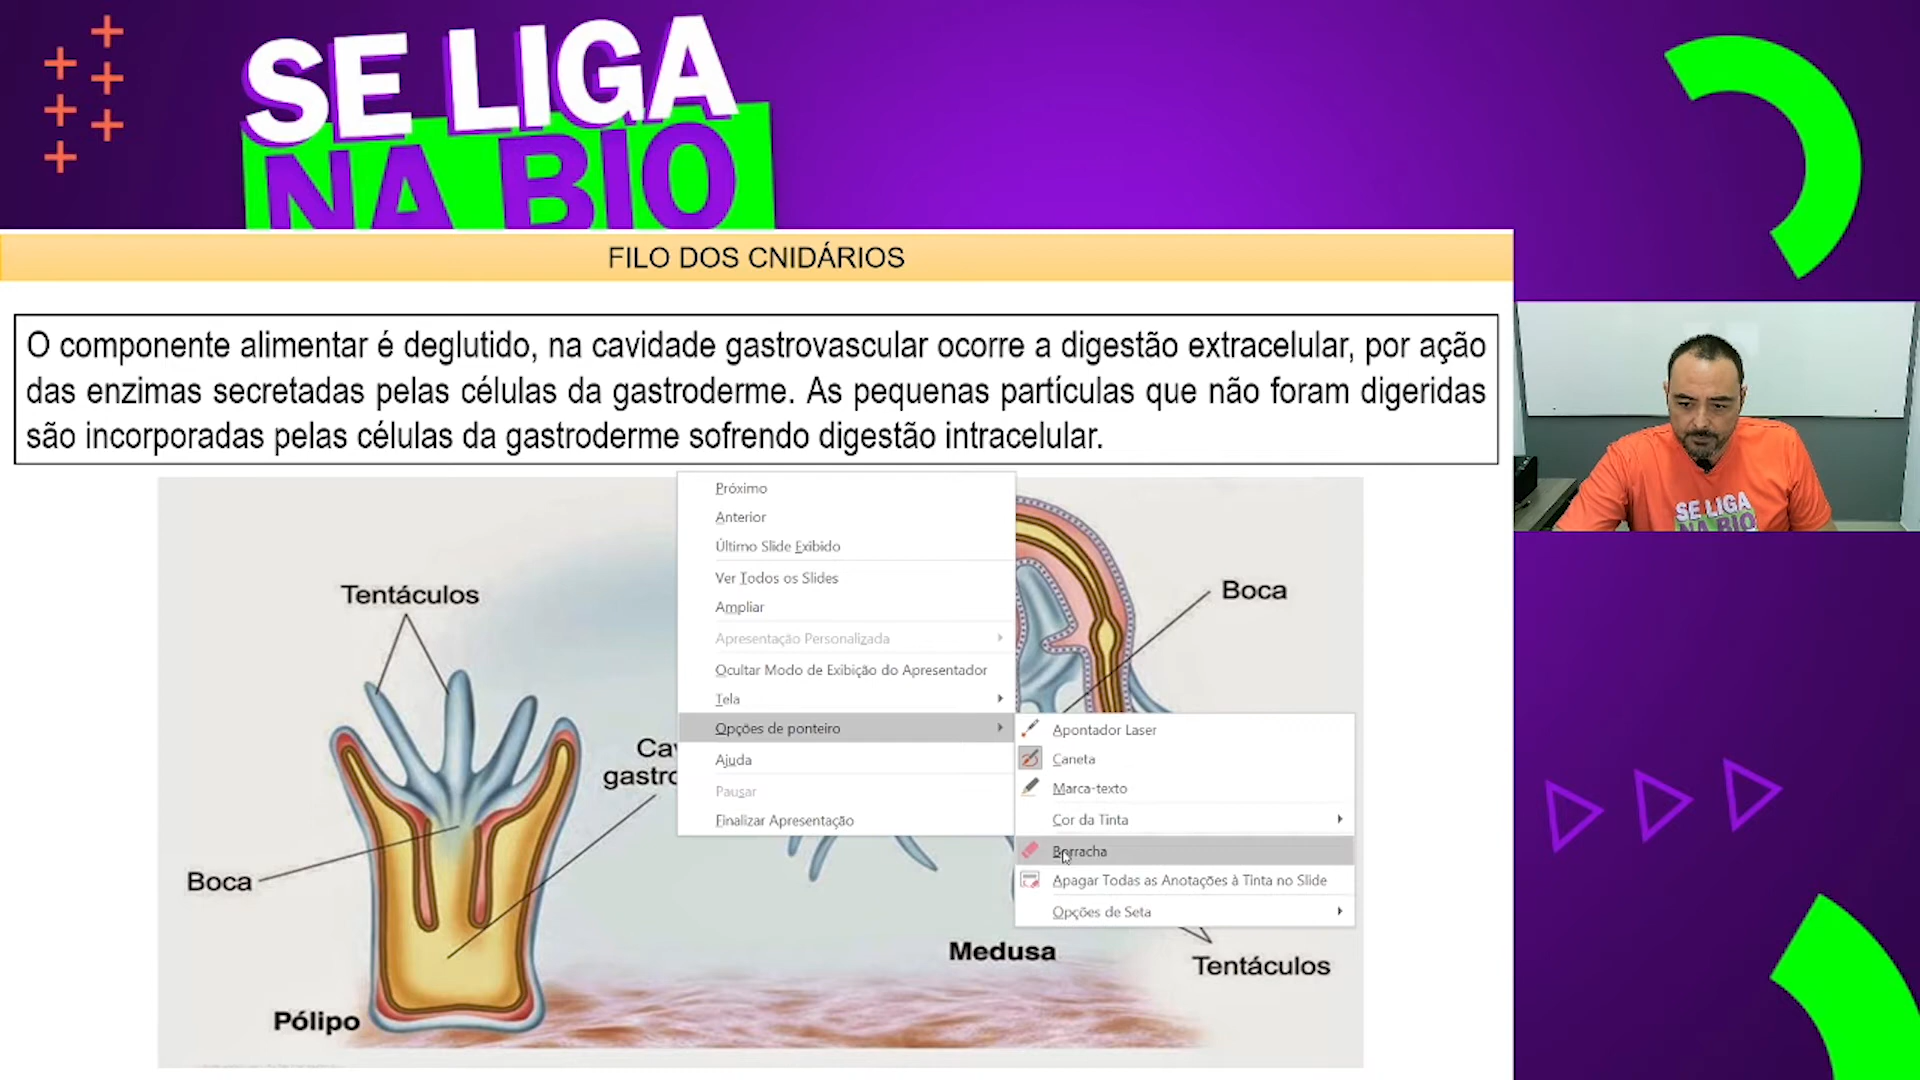 SE LIGA
NA BIO
FILO DOS CNIDÁRIOS
O componente alimentar é deglutido, na cavidade gastrovascular ocorre a digestão extracelular, por ação
das enzimas secretadas pelas células da gastroderme. As pequenas partículas que não foram digeridas
são incorporadas pelas células da gastroderme sofrendo digestão intracelular.
SE LIGA
NA BIO
Próximo
Anterior
Último Slide Exibido
Ver Todos os Slides
Ampliar
Apresentação Personalizada
Ocultar Modo de Exibição do Apresentador
Tela
Opções de ponteiro
Ajuda
Pausar
Finalizar Apresentação
Apontador Laser
Caneta
Marca-texto
Cor da Tinta
Borracha
Apagar Todas as Anotações à Tinta no Slide
Opções de Seta
Tentáculos
Boca
Ca
gastro
Boca
Medusa
Tentáculos
Pólipo